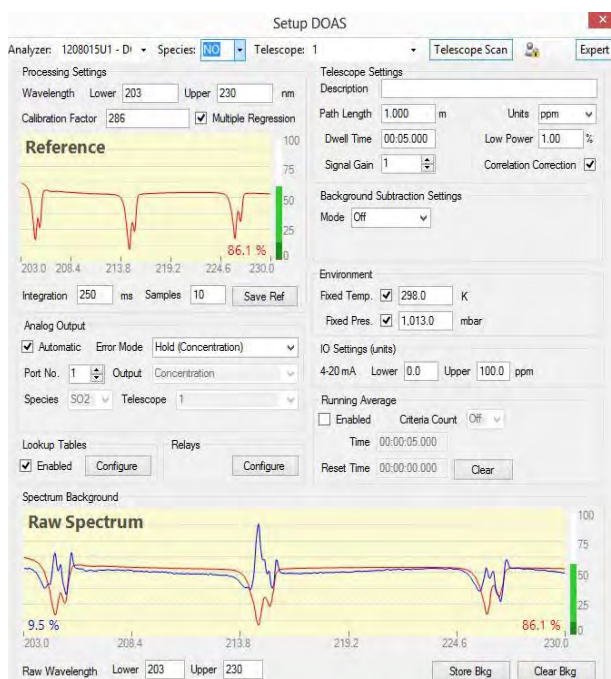 Setup DOAS
Analyzer: 1208015U1 - D Species: NO Telescope: 1 Telescope Scan Expert
Processing Settings
Wavelength Lower 203 Upper 230 nm
Calibration Factor 286 Multiple Regression
Reference
100
75
50
25
0
86.1 %
203.0 208.4 213.8 219.2 224.6 230.0
Integration 250 ms Samples 10 Save Ref
Analog Output
Automatic Error Mode Hold (Concentration)
Port No. 1 Output Concentration
Species SO2 Telescope 1
Lookup Tables Relays
Enabled Configure Configure
Telescope Settings
Description
Path Length 1.000 m Units ppm
Dwell Time 00:05.000 Low Power 1.00 %
Signal Gain 1 Correlation Correction
Background Subtraction Settings
Mode Off
Environment
Fixed Temp. 298.0 K
Fixed Pres. 1,013.0 mbar
IO Settings (units)
4-20 mA Lower 0.0 Upper 100.0 ppm
Running Average
Enabled Criteria Count Off
Time 00:00:05.000
Reset Time 00:00:00.000 Clear
Spectrum Background
Raw Spectrum
100
75
50
25
0
9.5 % 86.1 %
203.0 208.4 213.8 219.2 224.6 230.0
Raw Wavelength Lower 203 Upper 230 Store Bkg Clear Bkg